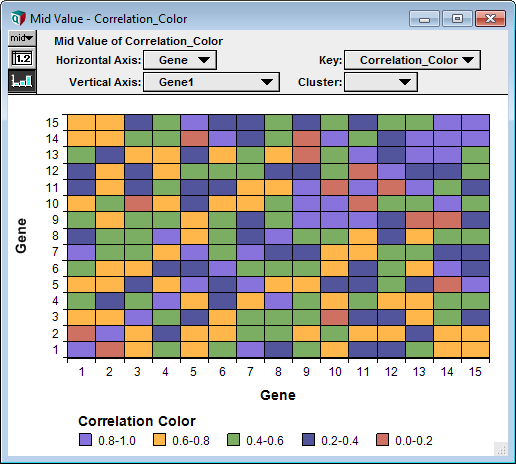 Mid Value - Correlation_Color
mid
Mid Value of Correlation_Color
Horizontal Axis: Gene Key: Correlation_Color
1.2
Vertical Axis: Gene1 Cluster:
15
14
13
12
11
10
9
8
7
6
5
4
3
2
1
Gene
1 2 3 4 5 6 7 8 9 10 11 12 13 14 15
Gene
Correlation Color
0.8-1.0 0.6-0.8 0.4-0.6 0.2-0.4 0.0-0.2